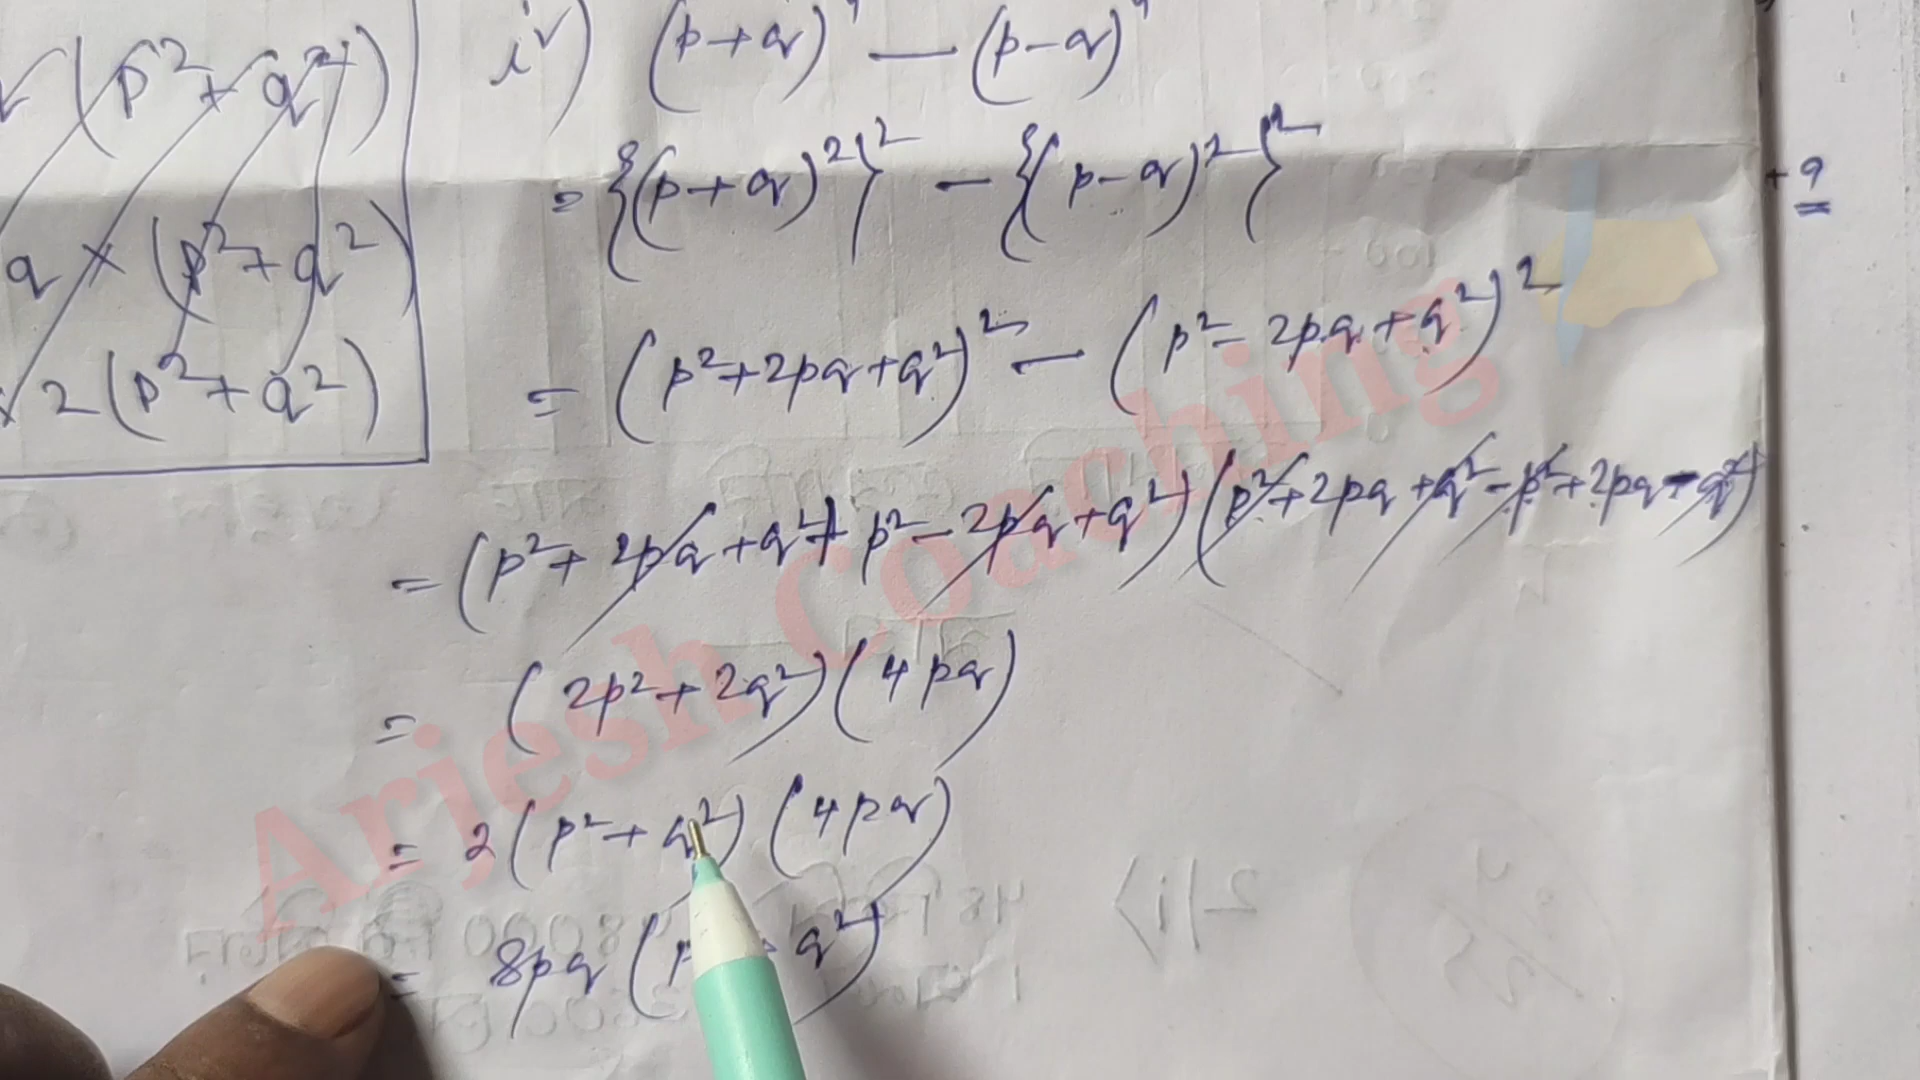 (p² + q²)
q × (p² + q²)
2(p² + q²)
iv) (p+q)⁴ — (p-q)⁴
= {(p+q)²}² - {(p-q)²}²
= (p²+2pq+q²)² - (p²-2pq+q²)²
= (p²+2pq+q²+p²-2pq+q²)(p²+2pq+q²-p²+2pq-q²)
= (2p²+2q²)(4pq)
= 2(p²+q²)(4pq)
= 8pq( q²)
+ 9
Arjesh Coaching